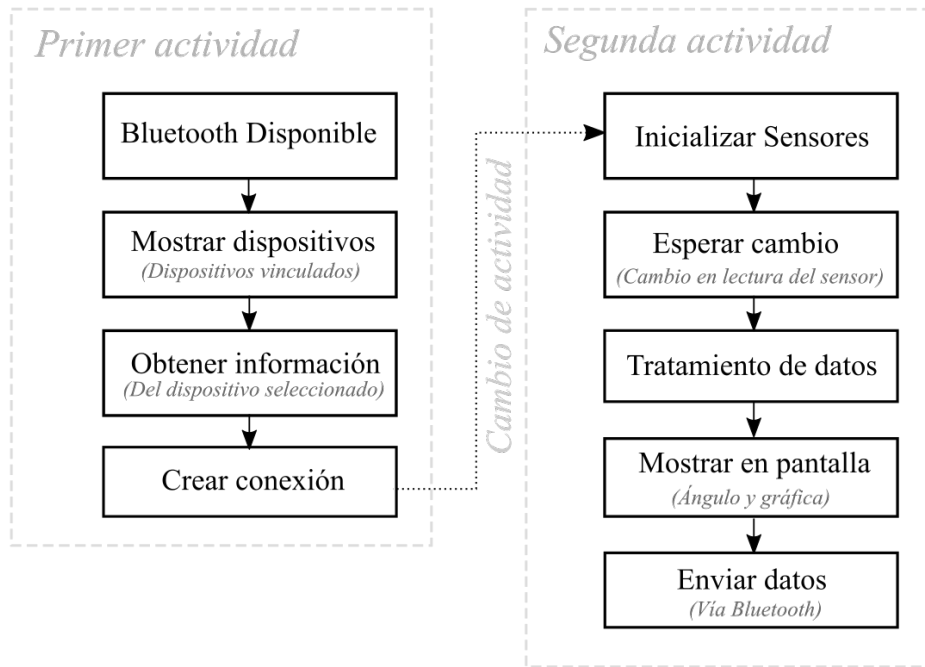 Primer actividad
Bluetooth Disponible
Mostrar dispositivos
(Dispositivos vinculados)
Obtener información
(Del dispositivo seleccionado)
Crear conexión
Cambio de actividad
Segunda actividad
Inicializar Sensores
Esperar cambio
(Cambio en lectura del sensor)
Tratamiento de datos
Mostrar en pantalla
(Ángulo y gráfica)
Enviar datos
(Vía Bluetooth)